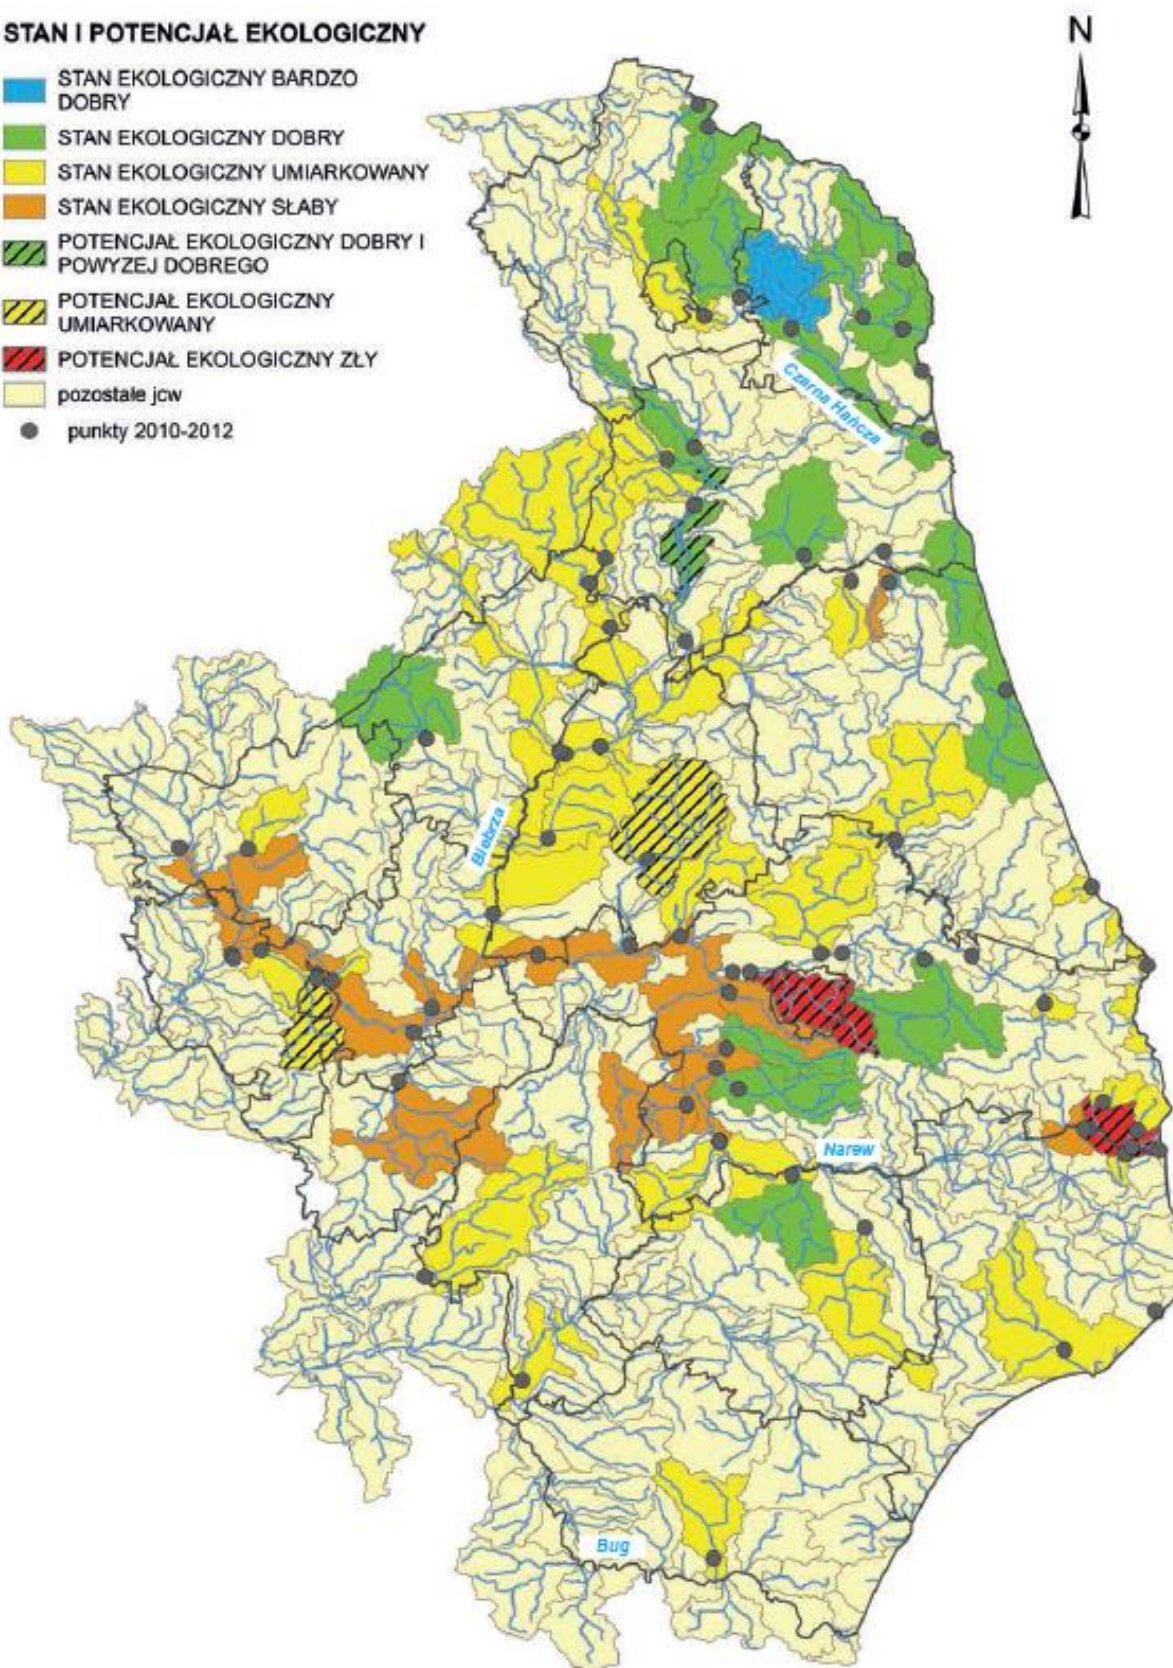 STAN I POTENCJAŁ EKOLOGICZNY
STAN EKOLOGICZNY BARDZO
DOBRY
STAN EKOLOGICZNY DOBRY
STAN EKOLOGICZNY UMIARKOWANY
STAN EKOLOGICZNY SŁABY
POTENCJAŁ EKOLOGICZNY DOBRY I
POWYZEJ DOBREGO
POTENCJAŁ EKOLOGICZNY
UMIARKOWANY
POTENCJAŁ EKOLOGICZNY ZŁY
pozostałe jcw
punkty 2010-2012
N
Czarna Hańcza
Biebrza
Narew
Bug